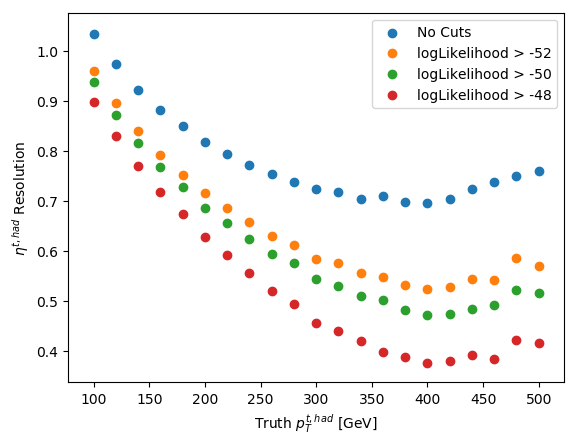 No Cuts
logLikelihood > -52
logLikelihood > -50
logLikelihood > -48
1.0
0.9
0.8
0.7
0.6
0.5
0.4
η^{t,had} Resolution
100 150 200 250 300 350 400 450 500
Truth p_T^{t,had} [GeV]